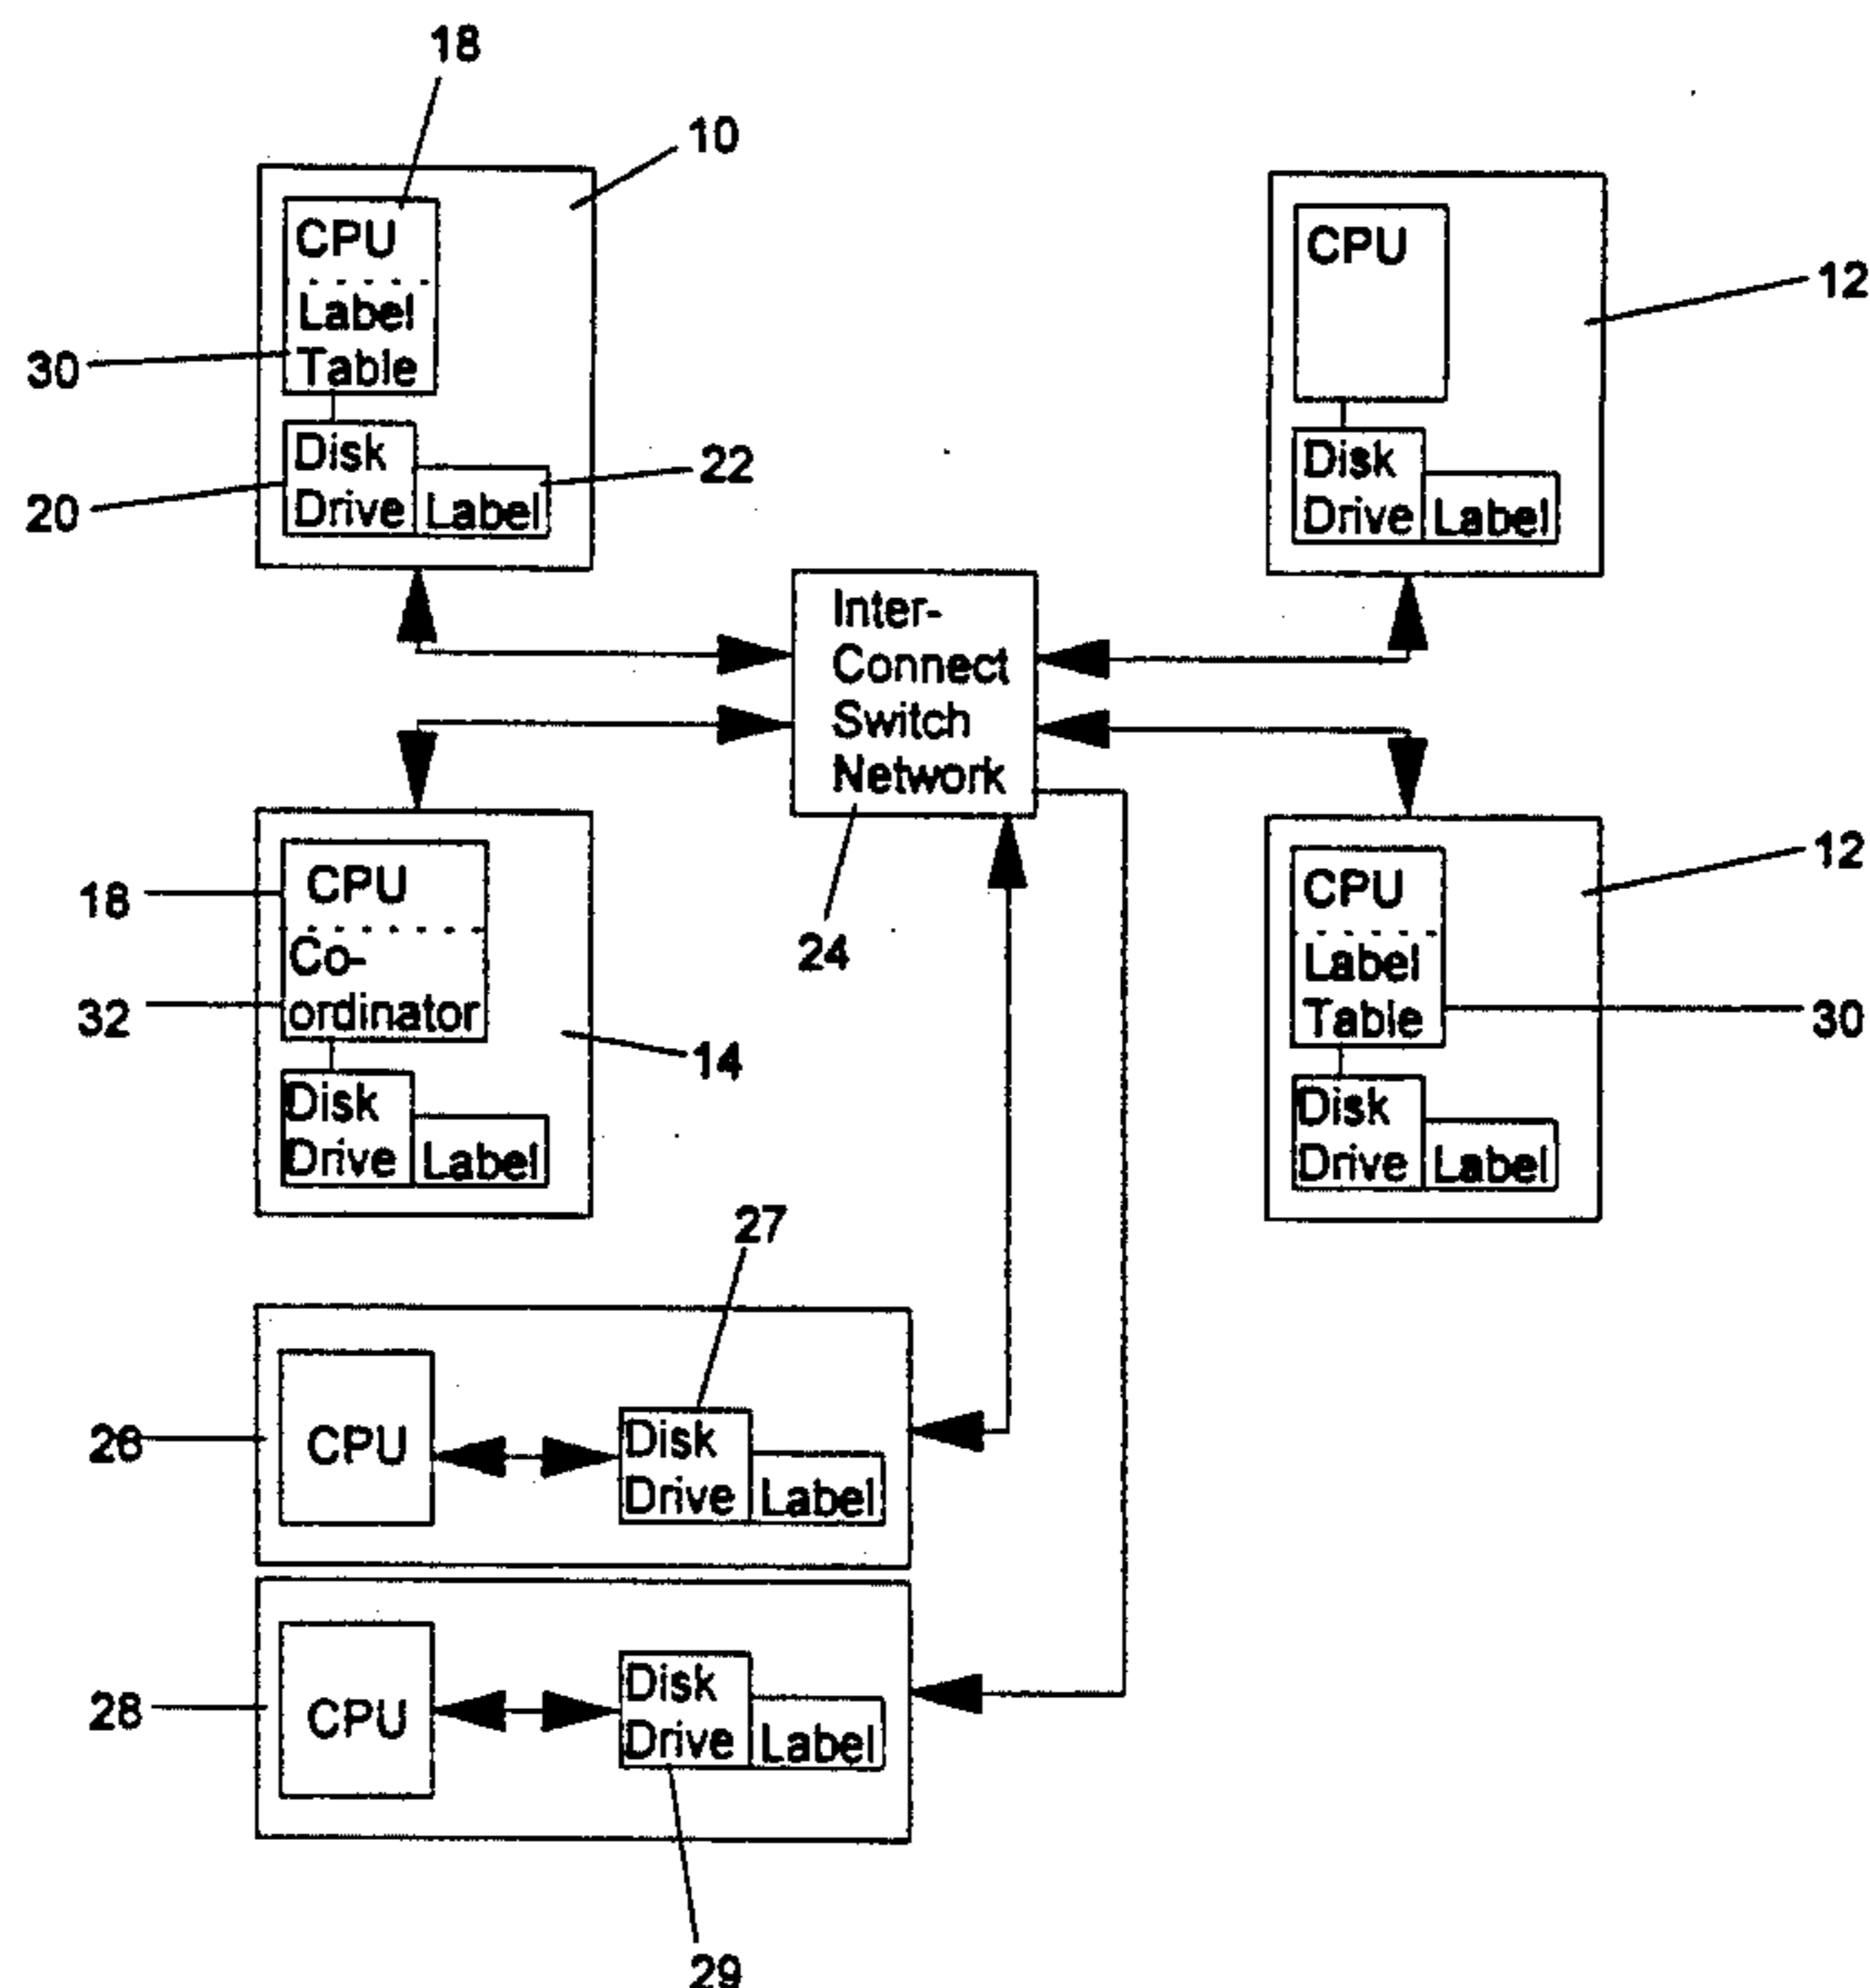 18
10
CPU
Label
Table
30
Disk
Drive
Label
20
22
CPU
12
Disk
Drive
Label
Inter-
Connect
Switch
Network
24
CPU
Co-
ordinator
18
32
14
Disk
Drive
Label
CPU
Label
Table
12
30
Disk
Drive
Label
27
26
CPU
Disk
Drive
Label
28
CPU
Disk
Drive
Label
29